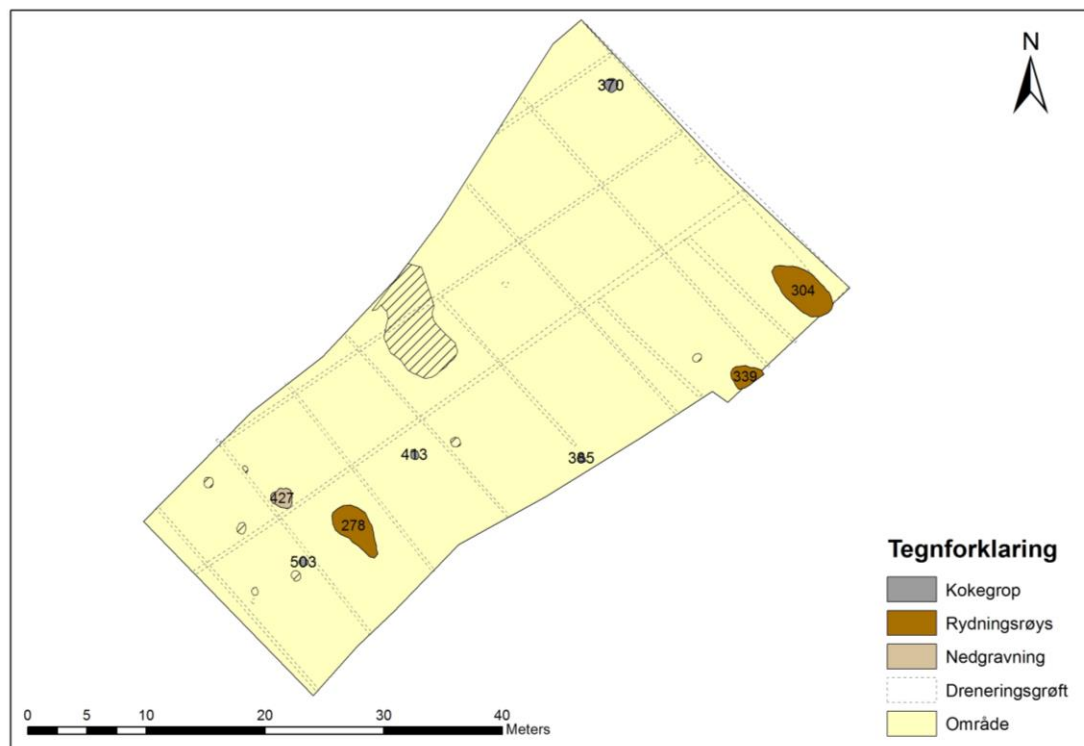 N
370
304
339
413
385
427
278
503
Tegnforklaring
Kokegrop
Rydningsrøys
Nedgravning
Dreneringsgrøft
Område
0 5 10 20 30 40
Meters